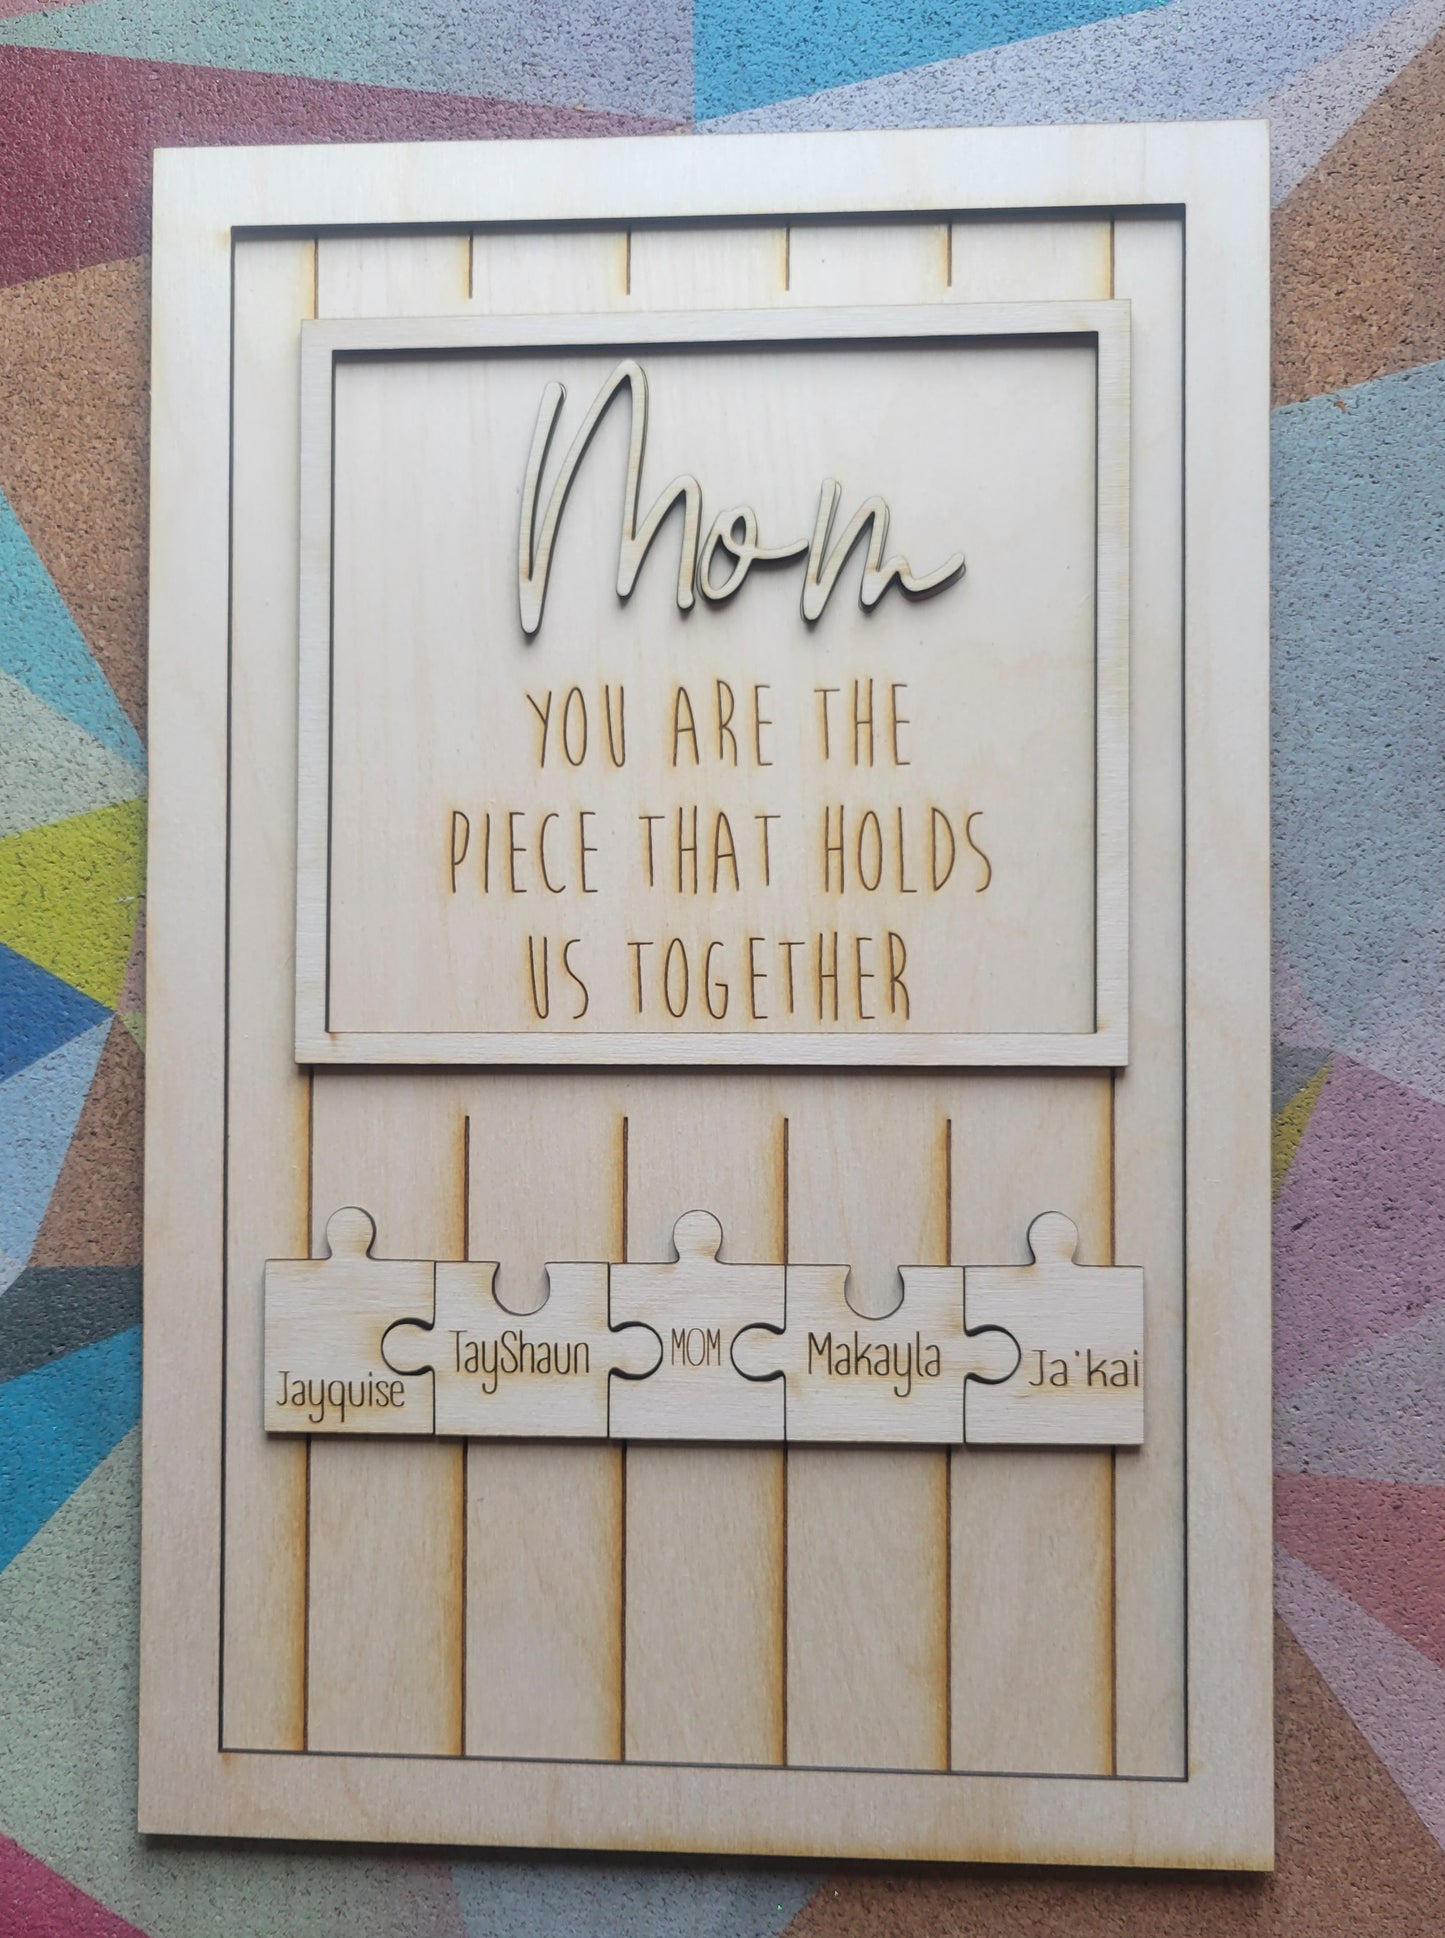 Mom
YOU ARE THE
PIECE THAT HOLDS
US TOGETHER
Jayquise TayShaun MOM Makayla Ja'kai